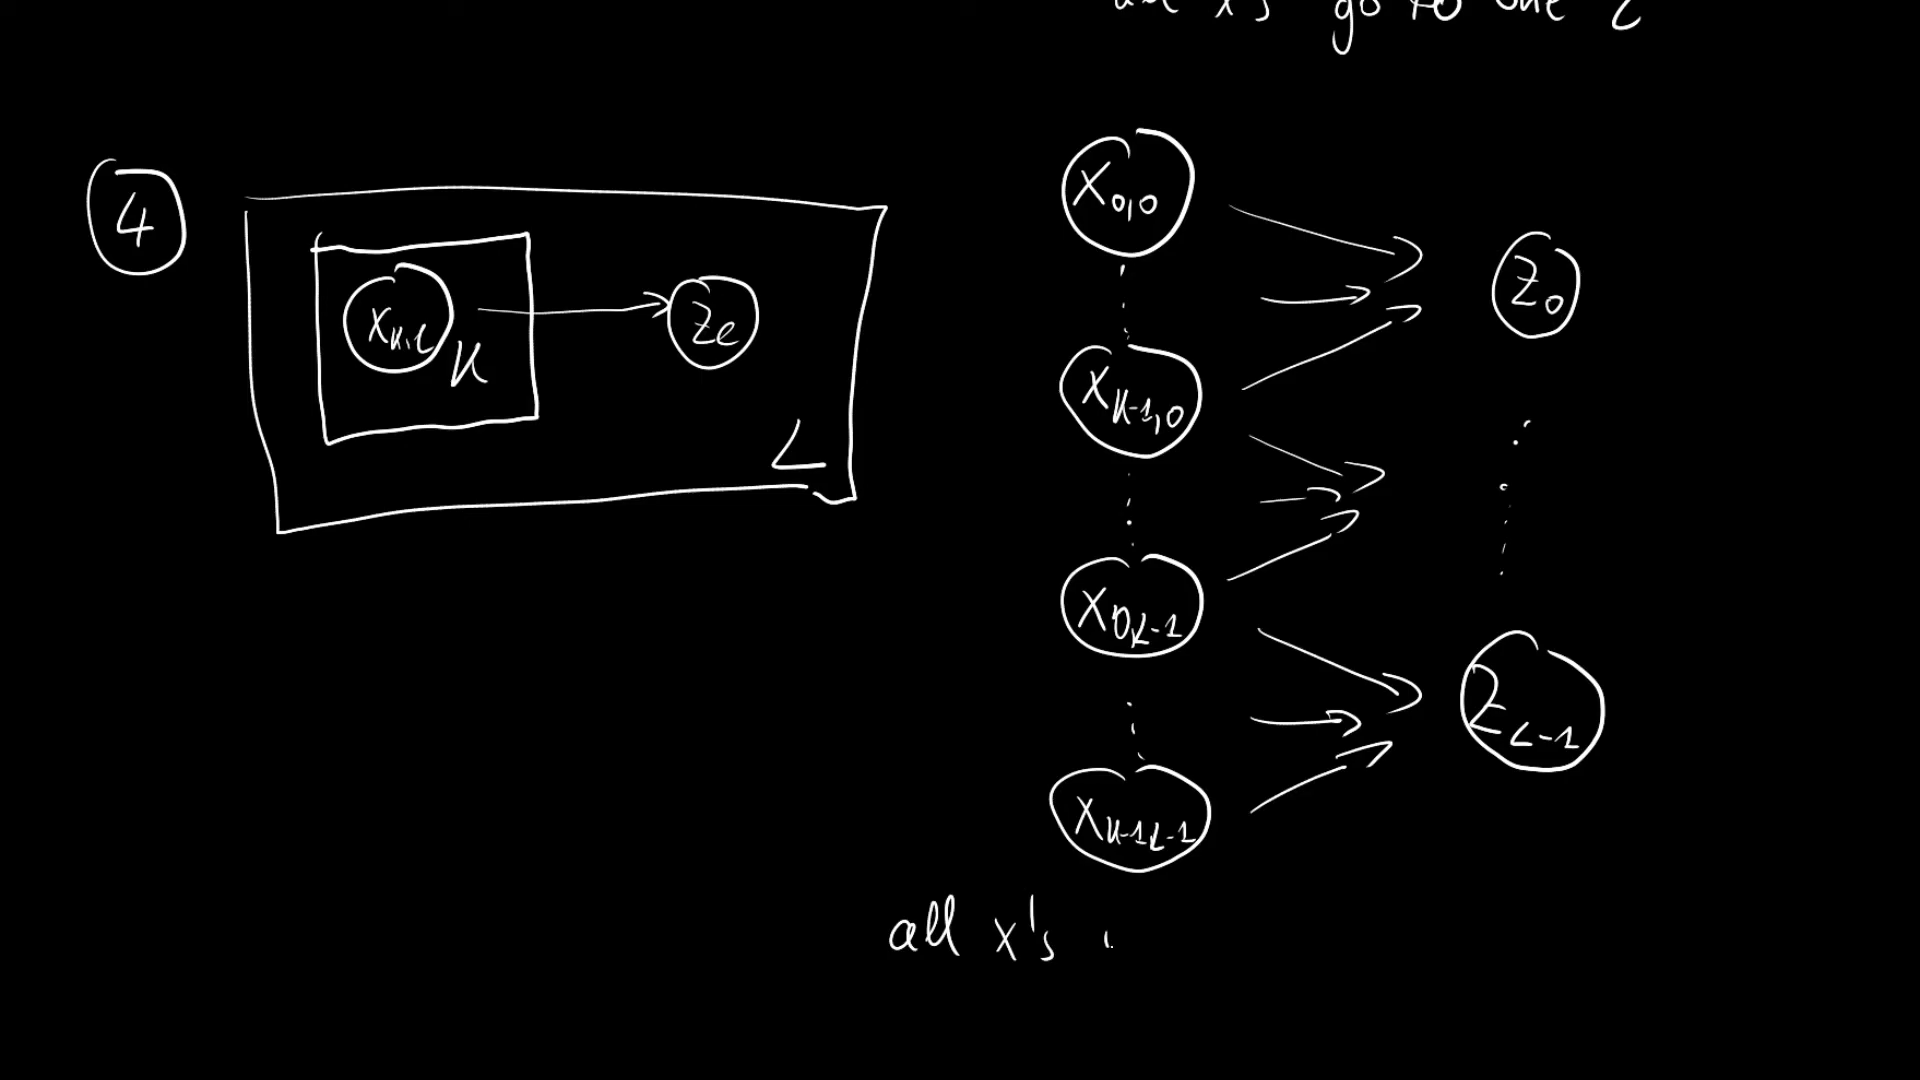 all x's go to one z
4
x_{k,l} K
z_l
L
x_{0,0}
z_0
x_{K-1,0}
x_{0,L-1}
z_{L-1}
x_{K-1,L-1}
all x's